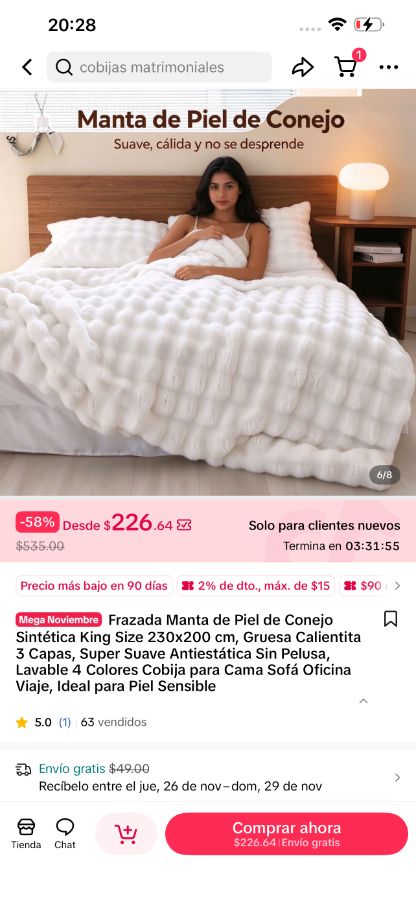 20:28
cobijas matrimoniales
1
Manta de Piel de Conejo
Suave, cálida y no se desprende
6/8
-58% Desde $226.64
Solo para clientes nuevos
$535.00
Termina en 03:31:55
Precio más bajo en 90 días
2% de dto., máx. de $15
$90
Mega Noviembre Frazada Manta de Piel de Conejo
Sintética King Size 230x200 cm, Gruesa Calientita
3 Capas, Super Suave Antiestática Sin Pelusa,
Lavable 4 Colores Cobija para Cama Sofá Oficina
Viaje, Ideal para Piel Sensible
5.0 (1) 63 vendidos
Envío gratis $49.00
Recíbelo entre el jue, 26 de nov–dom, 29 de nov
Tienda
Chat
Comprar ahora
$226.64 | Envío gratis